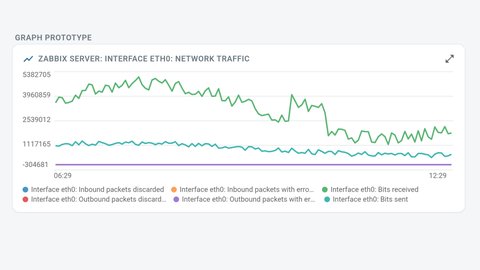 GRAPH PROTOTYPE
ZABBIX SERVER: INTERFACE ETH0: NETWORK TRAFFIC
5382705
3960859
2539012
1117165
-304681
06:29 12:29
Interface eth0: Inbound packets discarded Interface eth0: Inbound packets with erro... Interface eth0: Bits received
Interface eth0: Outbound packets discard... Interface eth0: Outbound packets with er... Interface eth0: Bits sent